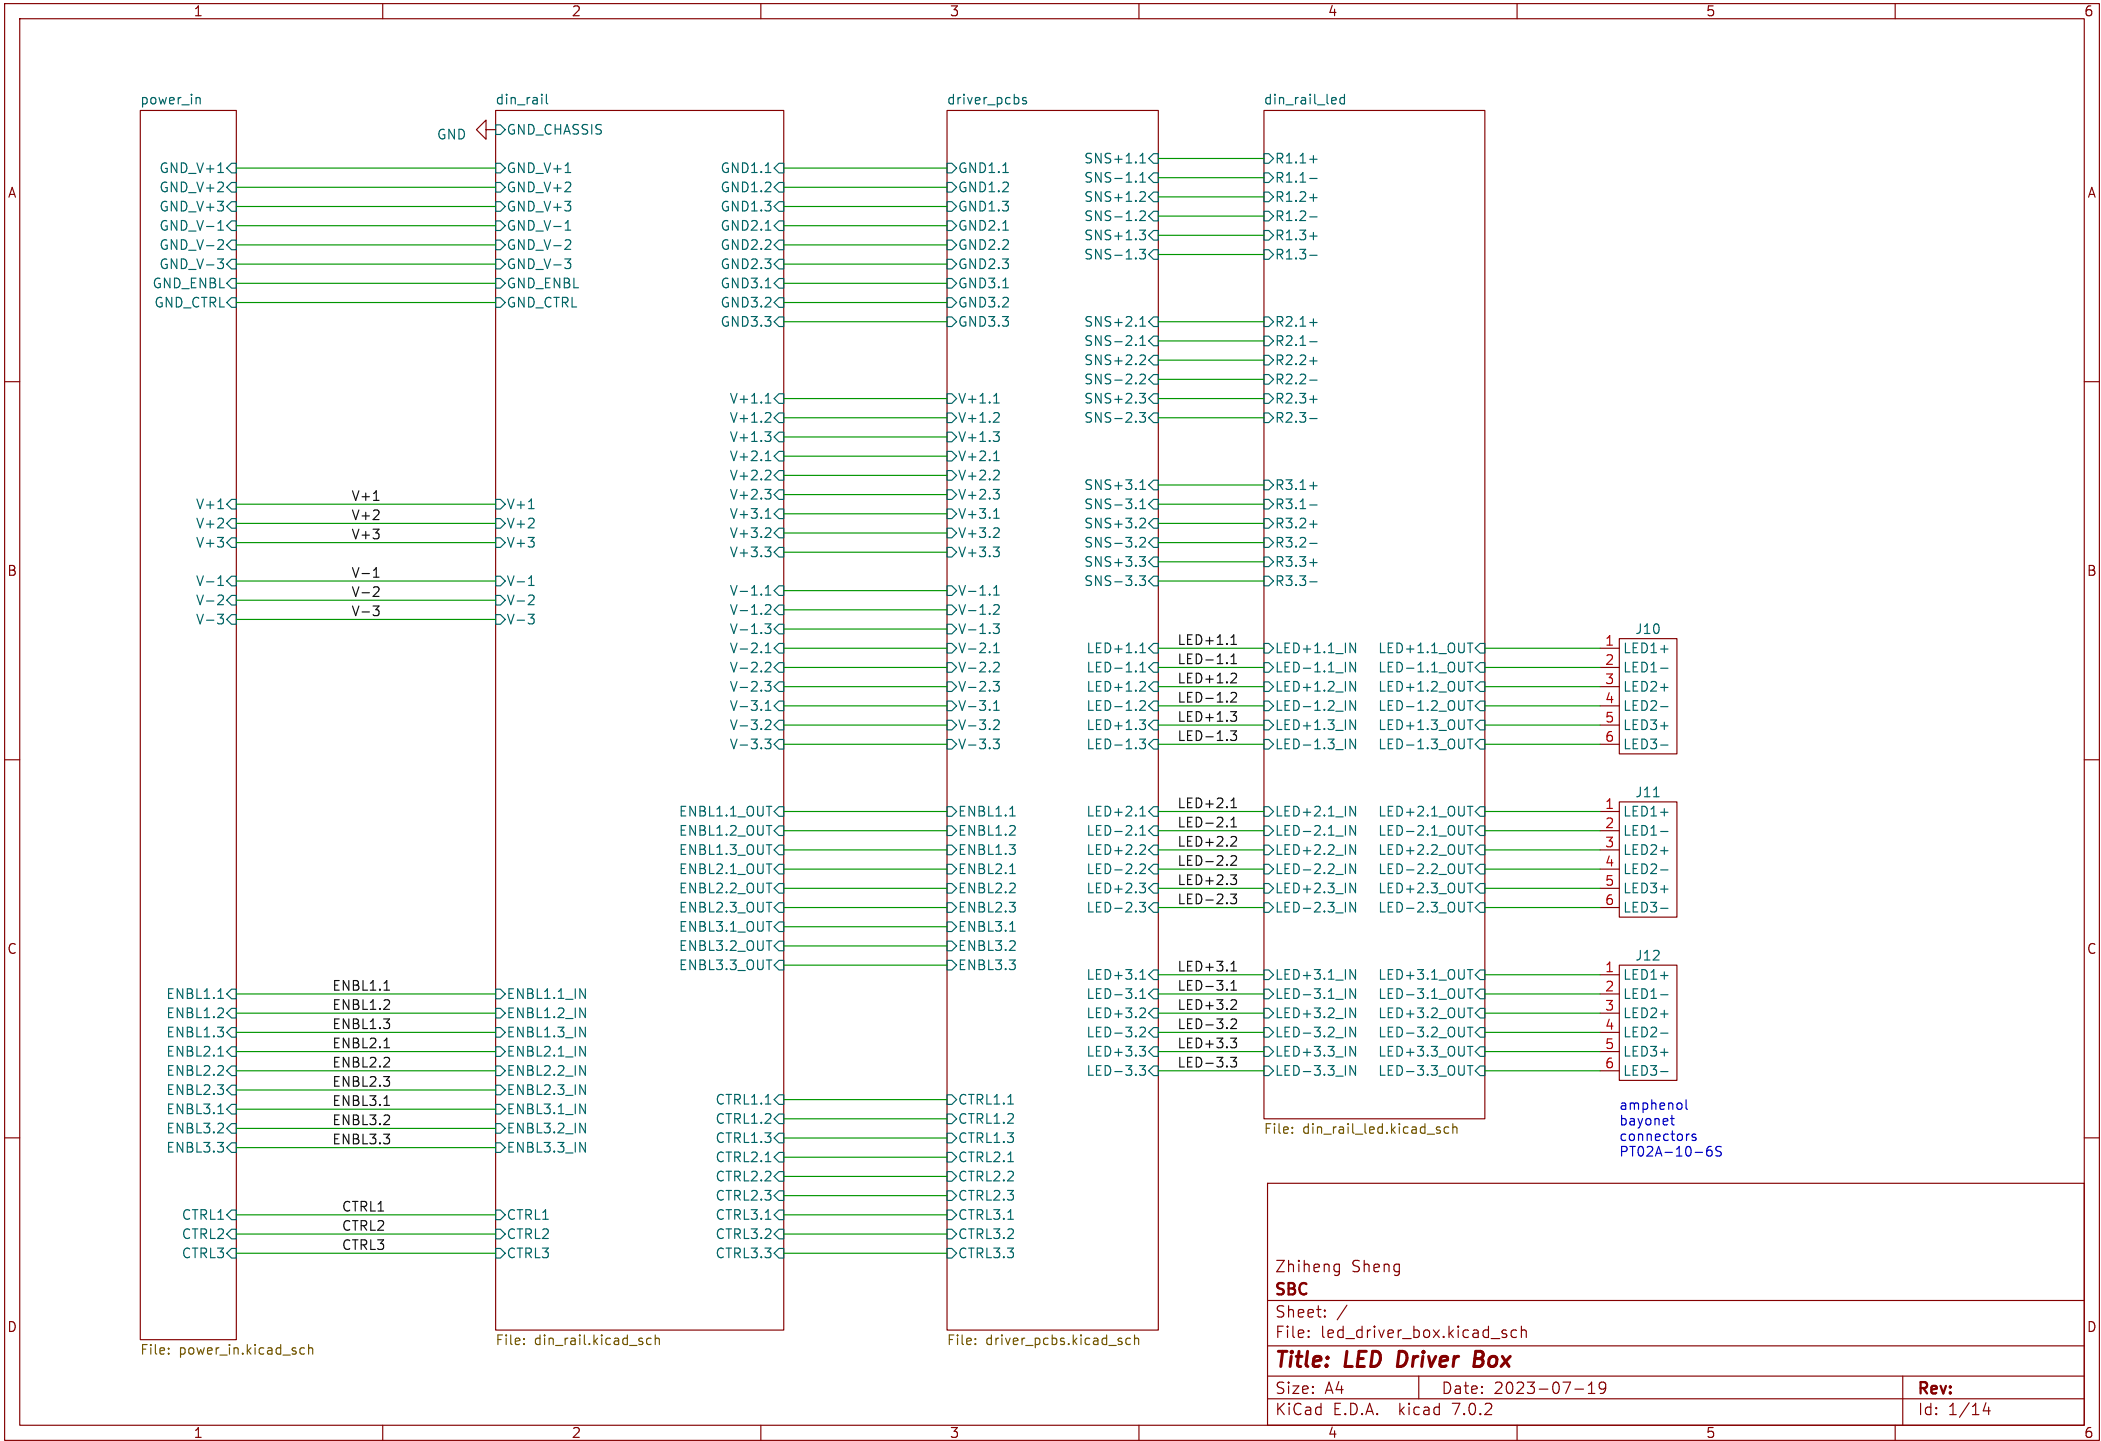 1 2 3 4 5 6
A
B
C
D
power_in
GND_V+1
GND_V+2
GND_V+3
GND_V-1
GND_V-2
GND_V-3
GND_ENBL
GND_CTRL
V+1
V+2
V+3
V-1
V-2
V-3
ENBL1.1
ENBL1.2
ENBL1.3
ENBL2.1
ENBL2.2
ENBL2.3
ENBL3.1
ENBL3.2
ENBL3.3
CTRL1
CTRL2
CTRL3
File: power_in.kicad_sch
V+1
V+2
V+3
V-1
V-2
V-3
ENBL1.1
ENBL1.2
ENBL1.3
ENBL2.1
ENBL2.2
ENBL2.3
ENBL3.1
ENBL3.2
ENBL3.3
CTRL1
CTRL2
CTRL3
din_rail
GND
GND_CHASSIS
GND_V+1
GND_V+2
GND_V+3
GND_V-1
GND_V-2
GND_V-3
GND_ENBL
GND_CTRL
V+1
V+2
V+3
V-1
V-2
V-3
ENBL1.1_IN
ENBL1.2_IN
ENBL1.3_IN
ENBL2.1_IN
ENBL2.2_IN
ENBL2.3_IN
ENBL3.1_IN
ENBL3.2_IN
ENBL3.3_IN
CTRL1
CTRL2
CTRL3
GND1.1
GND1.2
GND1.3
GND2.1
GND2.2
GND2.3
GND3.1
GND3.2
GND3.3
V+1.1
V+1.2
V+1.3
V+2.1
V+2.2
V+2.3
V+3.1
V+3.2
V+3.3
V-1.1
V-1.2
V-1.3
V-2.1
V-2.2
V-2.3
V-3.1
V-3.2
V-3.3
ENBL1.1_OUT
ENBL1.2_OUT
ENBL1.3_OUT
ENBL2.1_OUT
ENBL2.2_OUT
ENBL2.3_OUT
ENBL3.1_OUT
ENBL3.2_OUT
ENBL3.3_OUT
CTRL1.1
CTRL1.2
CTRL1.3
CTRL2.1
CTRL2.2
CTRL2.3
CTRL3.1
CTRL3.2
CTRL3.3
File: din_rail.kicad_sch
driver_pcbs
GND1.1
GND1.2
GND1.3
GND2.1
GND2.2
GND2.3
GND3.1
GND3.2
GND3.3
V+1.1
V+1.2
V+1.3
V+2.1
V+2.2
V+2.3
V+3.1
V+3.2
V+3.3
V-1.1
V-1.2
V-1.3
V-2.1
V-2.2
V-2.3
V-3.1
V-3.2
V-3.3
ENBL1.1
ENBL1.2
ENBL1.3
ENBL2.1
ENBL2.2
ENBL2.3
ENBL3.1
ENBL3.2
ENBL3.3
CTRL1.1
CTRL1.2
CTRL1.3
CTRL2.1
CTRL2.2
CTRL2.3
CTRL3.1
CTRL3.2
CTRL3.3
SNS+1.1
SNS-1.1
SNS+1.2
SNS-1.2
SNS+1.3
SNS-1.3
SNS+2.1
SNS-2.1
SNS+2.2
SNS-2.2
SNS+2.3
SNS-2.3
SNS+3.1
SNS-3.1
SNS+3.2
SNS-3.2
SNS+3.3
SNS-3.3
LED+1.1
LED-1.1
LED+1.2
LED-1.2
LED+1.3
LED-1.3
LED+2.1
LED-2.1
LED+2.2
LED-2.2
LED+2.3
LED-2.3
LED+3.1
LED-3.1
LED+3.2
LED-3.2
LED+3.3
LED-3.3
File: driver_pcbs.kicad_sch
LED+1.1
LED-1.1
LED+1.2
LED-1.2
LED+1.3
LED-1.3
LED+2.1
LED-2.1
LED+2.2
LED-2.2
LED+2.3
LED-2.3
LED+3.1
LED-3.1
LED+3.2
LED-3.2
LED+3.3
LED-3.3
din_rail_led
R1.1+
R1.1-
R1.2+
R1.2-
R1.3+
R1.3-
R2.1+
R2.1-
R2.2+
R2.2-
R2.3+
R2.3-
R3.1+
R3.1-
R3.2+
R3.2-
R3.3+
R3.3-
LED+1.1_IN
LED-1.1_IN
LED+1.2_IN
LED-1.2_IN
LED+1.3_IN
LED-1.3_IN
LED+2.1_IN
LED-2.1_IN
LED+2.2_IN
LED-2.2_IN
LED+2.3_IN
LED-2.3_IN
LED+3.1_IN
LED-3.1_IN
LED+3.2_IN
LED-3.2_IN
LED+3.3_IN
LED-3.3_IN
LED+1.1_OUT
LED-1.1_OUT
LED+1.2_OUT
LED-1.2_OUT
LED+1.3_OUT
LED-1.3_OUT
LED+2.1_OUT
LED-2.1_OUT
LED+2.2_OUT
LED-2.2_OUT
LED+2.3_OUT
LED-2.3_OUT
LED+3.1_OUT
LED-3.1_OUT
LED+3.2_OUT
LED-3.2_OUT
LED+3.3_OUT
LED-3.3_OUT
File: din_rail_led.kicad_sch
J10
1 LED1+
2 LED1-
3 LED2+
4 LED2-
5 LED3+
6 LED3-
J11
1 LED1+
2 LED1-
3 LED2+
4 LED2-
5 LED3+
6 LED3-
J12
1 LED1+
2 LED1-
3 LED2+
4 LED2-
5 LED3+
6 LED3-
amphenol
bayonet
connectors
PT02A-10-6S
A
B
C
D
Zhiheng Sheng
SBC
Sheet: /
File: led_driver_box.kicad_sch
Title: LED Driver Box
Size: A4 Date: 2023-07-19 Rev:
KiCad E.D.A. kicad 7.0.2 Id: 1/14
1 2 3 4 5 6